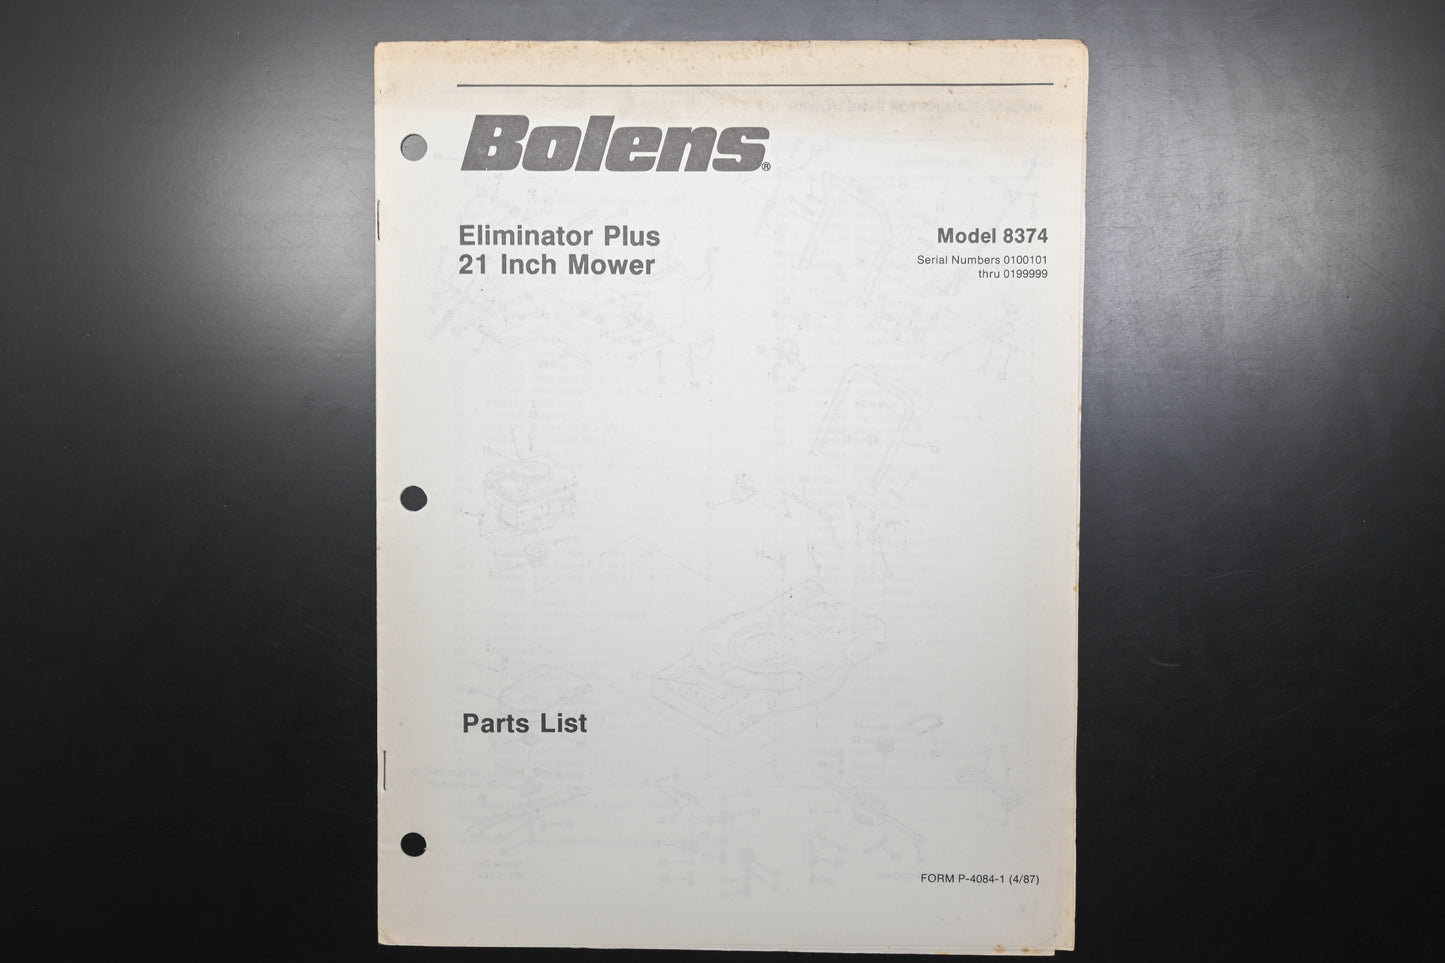 Bolens®
Eliminator Plus
21 Inch Mower
Model 8374
Serial Numbers 0100101
thru 0199999
Parts List
FORM P-4084-1 (4/87)